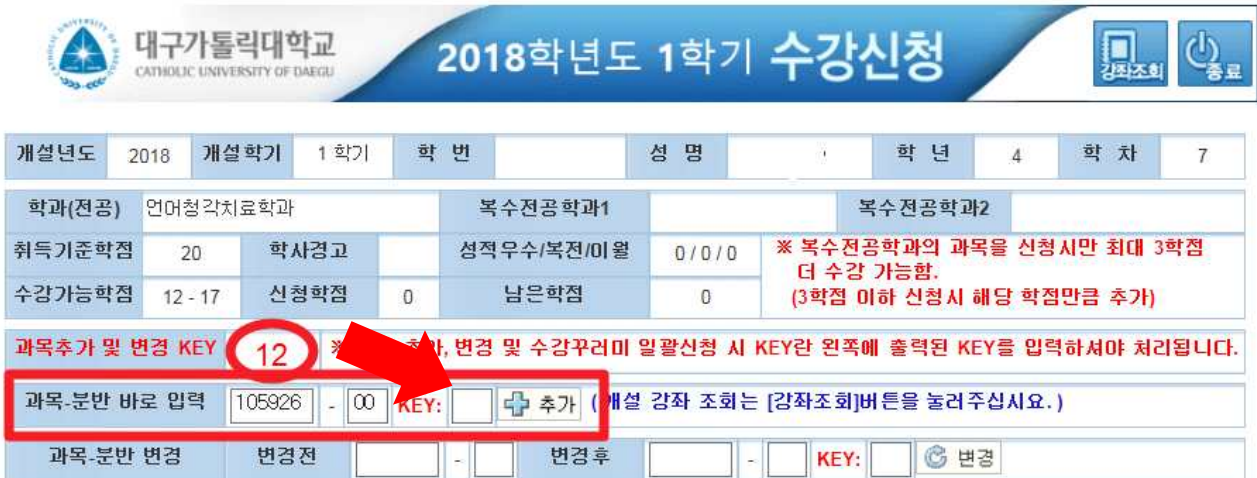 대구가톨릭대학교
CATHOLIC UNIVERSITY OF DAEGU
2018학년도 1학기 수강신청
강좌조회
종료
개설년도 2018 개설학기 1 학기 학 번 성 명 학 년 4 학 차 7
학과(전공) 언어청각치료학과 복수전공학과1 복수전공학과2
취득기준학점 20 학사경고 성적우수/복전/이월 0 / 0 / 0 ※ 복수전공학과의 과목을 신청시만 최대 3학점
더 수강 가능함.
수강가능학점 12 - 17 신청학점 0 남은학점 0 (3학점 이하 신청시 해당 학점만큼 추가)
과목추가 및 변경 KEY 12 ※ 변경 및 수강꾸러미 일괄신청 시 KEY란 왼쪽에 출력된 KEY를 입력하셔야 처리됩니다.
과목-분반 바로 입력 105926 - 00 KEY: 추가 (개설 강좌 조회는 [강좌조회]버튼을 눌러주십시요.)
과목-분반 변경 변경전 - 변경후 - KEY: 변경